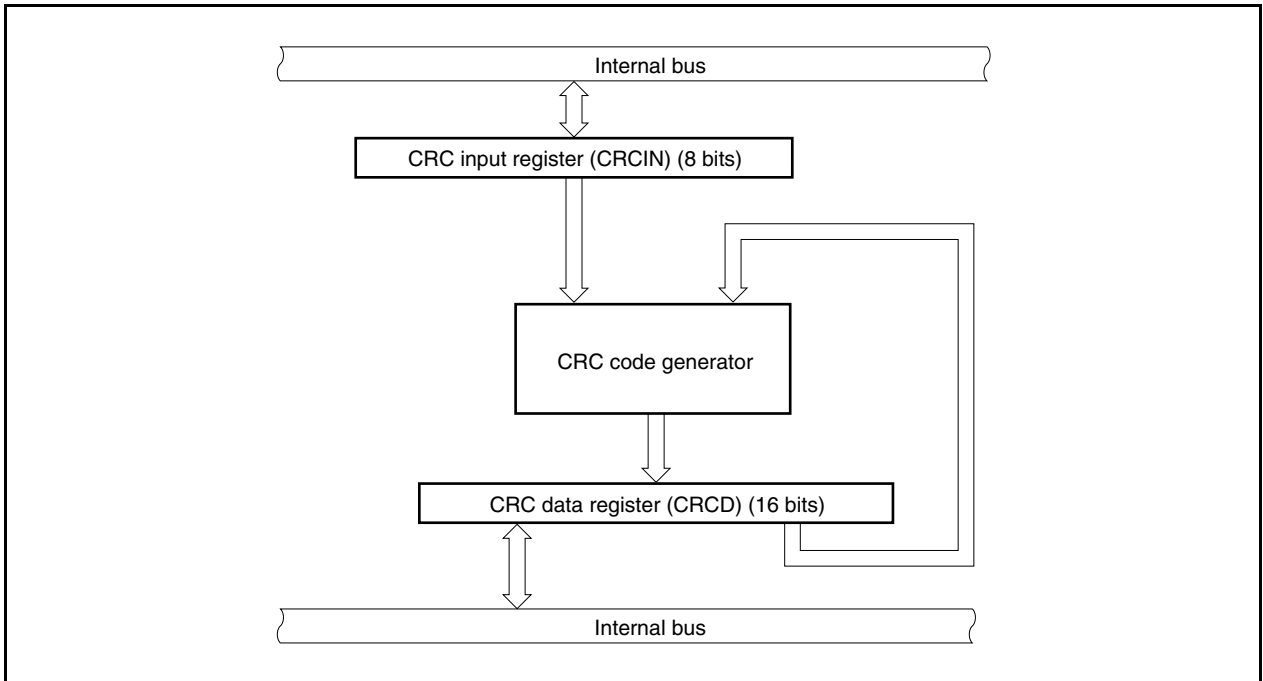 Internal bus
CRC input register (CRCIN) (8 bits)
CRC code generator
CRC data register (CRCD) (16 bits)
Internal bus